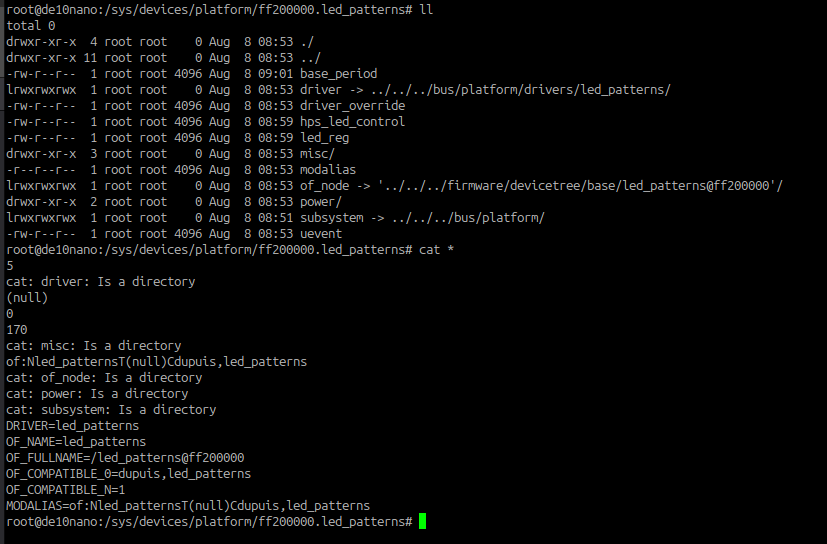 root@de10nano:/sys/devices/platform/ff200000.led_patterns# ll
total 0
drwxr-xr-x  4 root root    0 Aug  8 08:53 ./
drwxr-xr-x 11 root root    0 Aug  8 08:53 ../
-rw-r--r--  1 root root 4096 Aug  8 09:01 base_period
lrwxrwxrwx  1 root root    0 Aug  8 08:53 driver -> ../../../bus/platform/drivers/led_patterns/
-rw-r--r--  1 root root 4096 Aug  8 08:53 driver_override
-rw-r--r--  1 root root 4096 Aug  8 08:59 hps_led_control
-rw-r--r--  1 root root 4096 Aug  8 08:59 led_reg
drwxr-xr-x  3 root root    0 Aug  8 08:53 misc/
-r--r--r--  1 root root 4096 Aug  8 08:53 modalias
lrwxrwxrwx  1 root root    0 Aug  8 08:53 of_node -> '../../../firmware/devicetree/base/led_patterns@ff200000'/
drwxr-xr-x  2 root root    0 Aug  8 08:53 power/
lrwxrwxrwx  1 root root    0 Aug  8 08:51 subsystem -> ../../../bus/platform/
-rw-r--r--  1 root root 4096 Aug  8 08:53 uevent
root@de10nano:/sys/devices/platform/ff200000.led_patterns# cat *
5
cat: driver: Is a directory
(null)
0
170
cat: misc: Is a directory
of:Nled_patternsT(null)Cdupuis,led_patterns
cat: of_node: Is a directory
cat: power: Is a directory
cat: subsystem: Is a directory
DRIVER=led_patterns
OF_NAME=led_patterns
OF_FULLNAME=/led_patterns@ff200000
OF_COMPATIBLE_0=dupuis,led_patterns
OF_COMPATIBLE_N=1
MODALIAS=of:Nled_patternsT(null)Cdupuis,led_patterns
root@de10nano:/sys/devices/platform/ff200000.led_patterns#